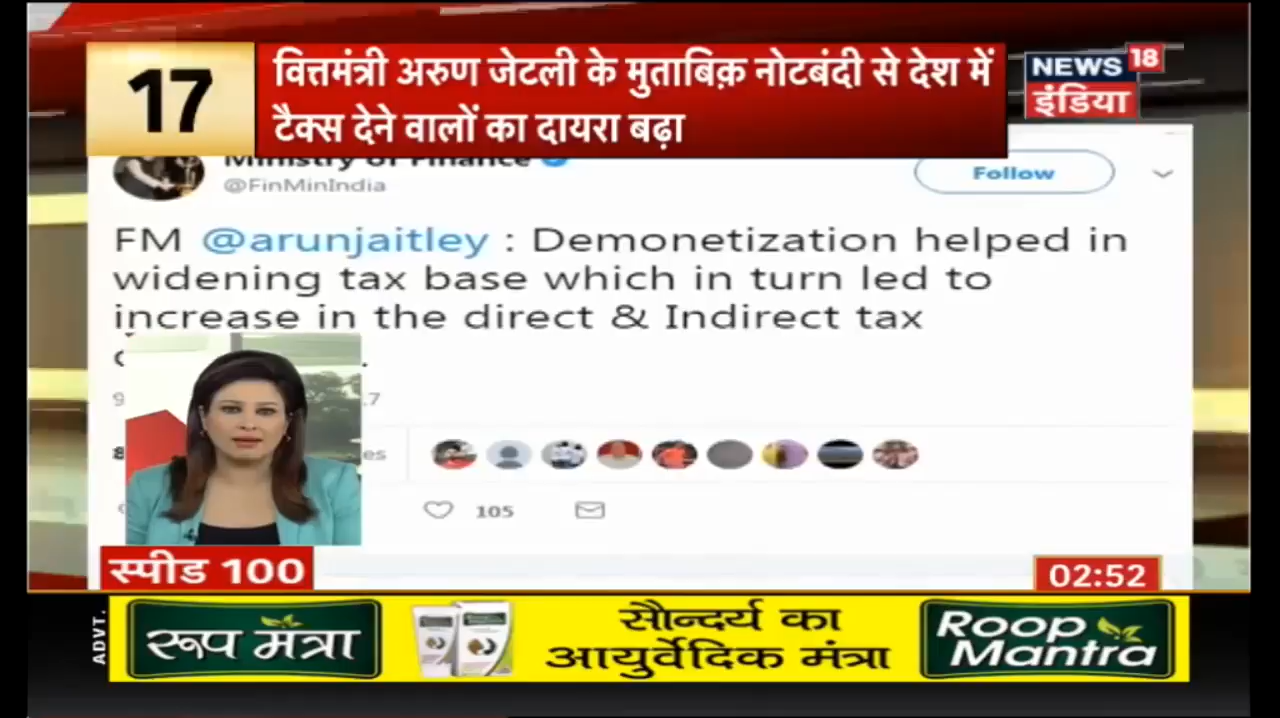 17
वित्तमंत्री अरुण जेटली के मुताबिक़ नोटबंदी से देश में
टैक्स देने वालों का दायरा बढ़ा
NEWS 18
इंडिया
Ministry of Finance
@FinMinIndia
Follow
FM @arunjaitley : Demonetization helped in
widening tax base which in turn led to
increase in the direct & Indirect tax
105
स्पीड 100
02:52
ADVT.
रूप मंत्रा
सौन्दर्य का
आयुर्वेदिक मंत्रा
Roop
Mantra